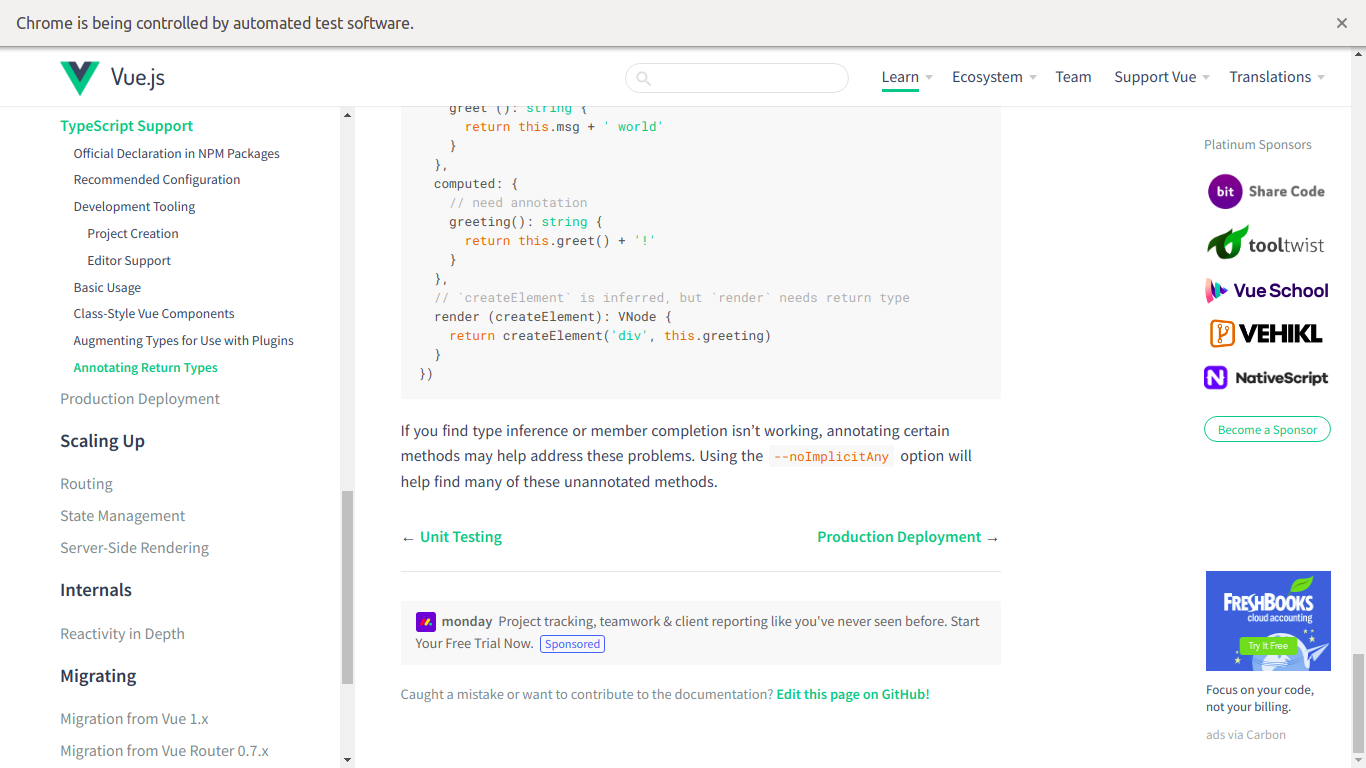 Chrome is being controlled by automated test software.
Vue.js
Learn
Ecosystem
Team
Support Vue
Translations
TypeScript Support
Official Declaration in NPM Packages
Recommended Configuration
Development Tooling
Project Creation
Editor Support
Basic Usage
Class-Style Vue Components
Augmenting Types for Use with Plugins
Annotating Return Types
Production Deployment
Scaling Up
Routing
State Management
Server-Side Rendering
Internals
Reactivity in Depth
Migrating
Migration from Vue 1.x
Migration from Vue Router 0.7.x
greet (): string {
return this.msg + ' world'
}
},
computed: {
// need annotation
greeting(): string {
return this.greet() + '!'
}
},
// `createElement` is inferred, but `render` needs return type
render (createElement): VNode {
return createElement('div', this.greeting)
}
})
If you find type inference or member completion isn’t working, annotating certain
methods may help address these problems. Using the --noImplicitAny option will
help find many of these unannotated methods.
← Unit Testing
Production Deployment →
monday Project tracking, teamwork & client reporting like you've never seen before. Start
Your Free Trial Now. Sponsored
Caught a mistake or want to contribute to the documentation? Edit this page on GitHub!
Platinum Sponsors
bit Share Code
tooltwist
Vue School
VEHIKL
NativeScript
Become a Sponsor
FRESHBOOKS
cloud accounting
Try It Free
Focus on your code,
not your billing.
ads via Carbon